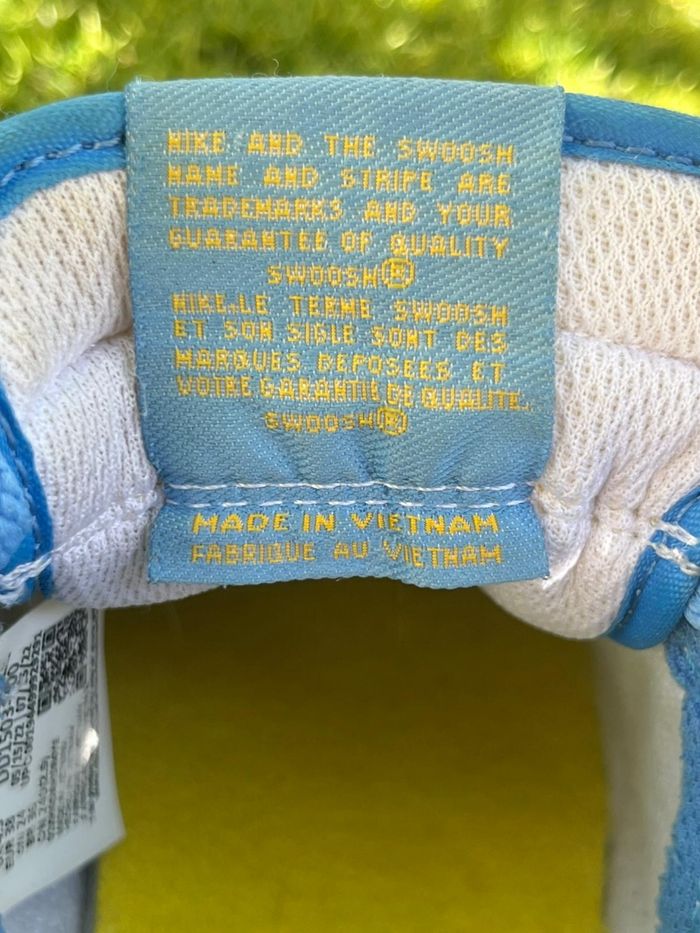 NIKE AND THE SWOOSH
NAME AND STRIPE ARE
TRADEMARKS AND YOUR
GUARANTEE OF QUALITY
SWOOSH®
NIKE,LE TERME SWOOSH
ET SON SIGLE SONT DES
MARQUES DEPOSEES ET
VOTRE GARANTIE DE QUALITE.
SWOOSH®
MADE IN VIETNAM
FABRIQUE AU VIETNAM